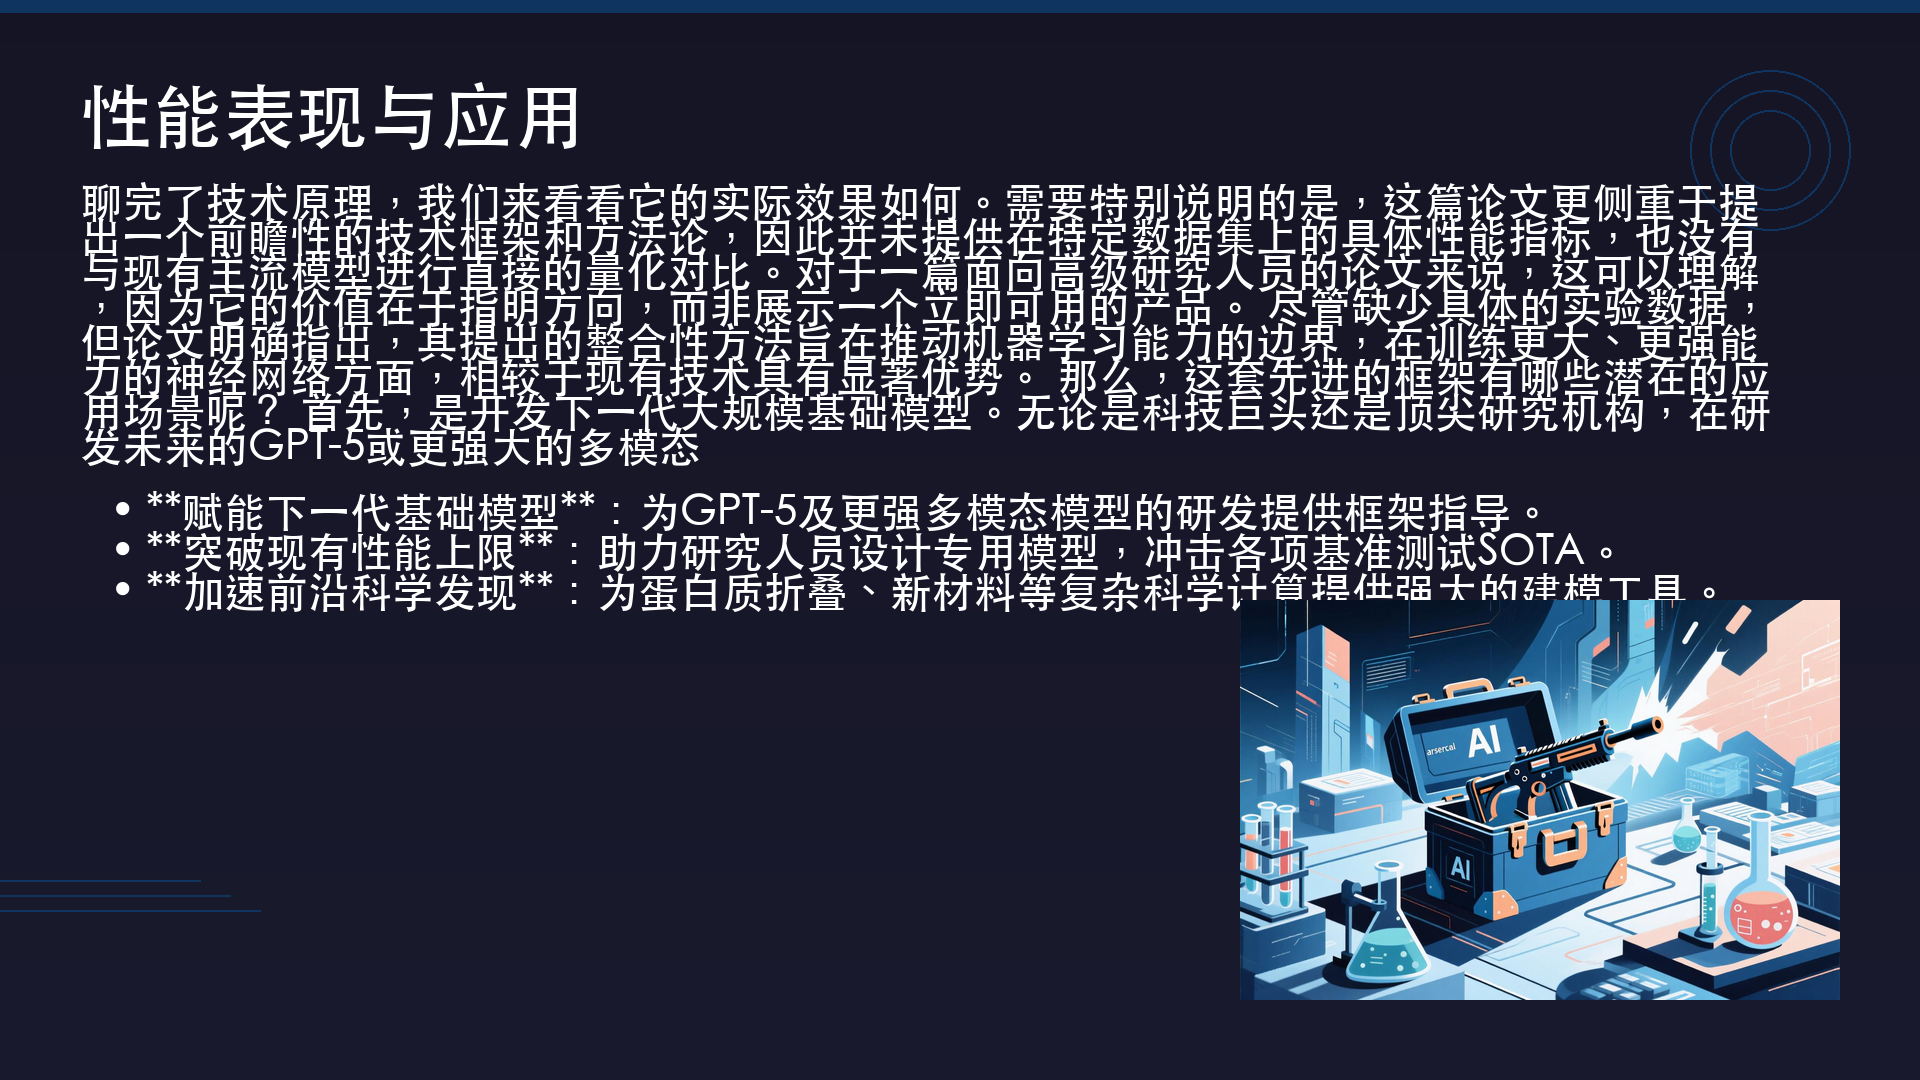 性能表现与应用
聊完了技术原理，我们来看看它的实际效果如何。需要特别说明的是，这篇论文更侧重于提
出一个前瞻性的技术框架和方法论，因此并未提供在特定数据集上的具体性能指标，也没有
与现有主流模型进行直接的量化对比。对于一篇面向高级研究人员的论文来说，这可以理解
，因为它的价值在于指明方向，而非展示一个立即可用的产品。 尽管缺少具体的实验数据，
但论文明确指出，其提出的整合性方法旨在推动机器学习能力的边界，在训练更大、更强能
力的神经网络方面，相较于现有技术具有显著优势。 那么，这套先进的框架有哪些潜在的应
用场景呢？ 首先，是开发下一代大规模基础模型。无论是科技巨头还是顶尖研究机构，在研
发未来的GPT-5或更强大的多模态
• **赋能下一代基础模型**：为GPT-5及更强多模态模型的研发提供框架指导。
• **突破现有性能上限**：助力研究人员设计专用模型，冲击各项基准测试SOTA。
• **加速前沿科学发现**：为蛋白质折叠、新材料等复杂科学计算提供强大的建模工具。
arsercal AI
AI